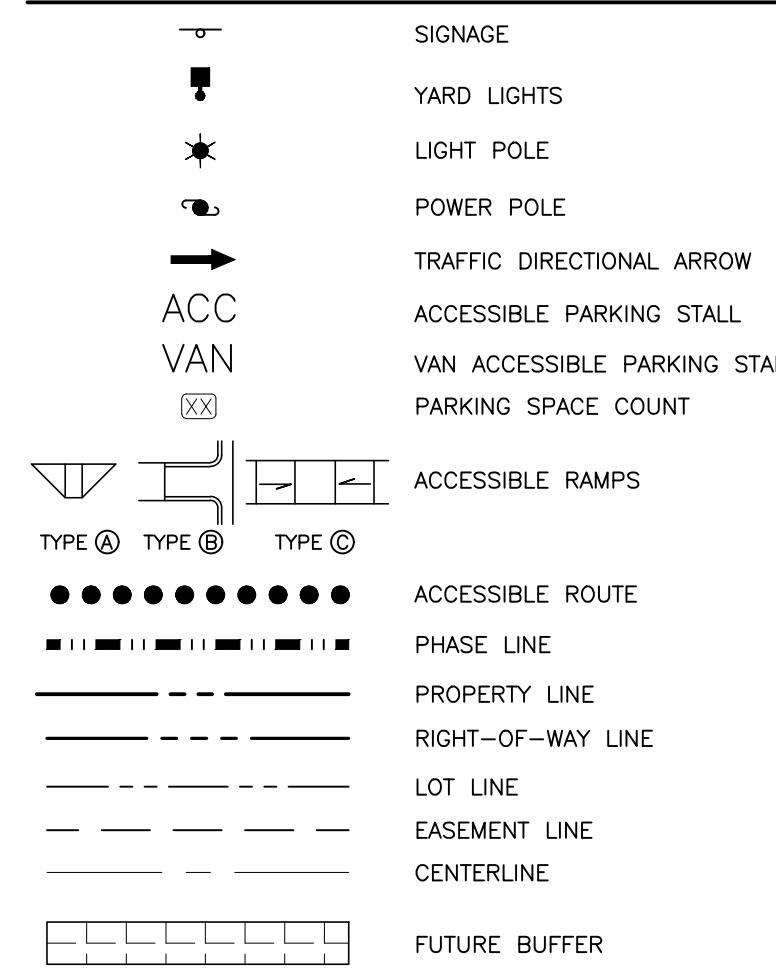 SIGNAGE
YARD LIGHTS
LIGHT POLE
POWER POLE
TRAFFIC DIRECTIONAL ARROW
ACC ACCESSIBLE PARKING STALL
VAN VAN ACCESSIBLE PARKING
XX PARKING SPACE COUNT
ACCESSIBLE RAMPS
TYPE A TYPE B TYPE C
ACCESSIBLE ROUTE
PHASE LINE
PROPERTY LINE
RIGHT-OF-WAY LINE
LOT LINE
EASEMENT LINE
CENTERLINE
FUTURE BUFFER